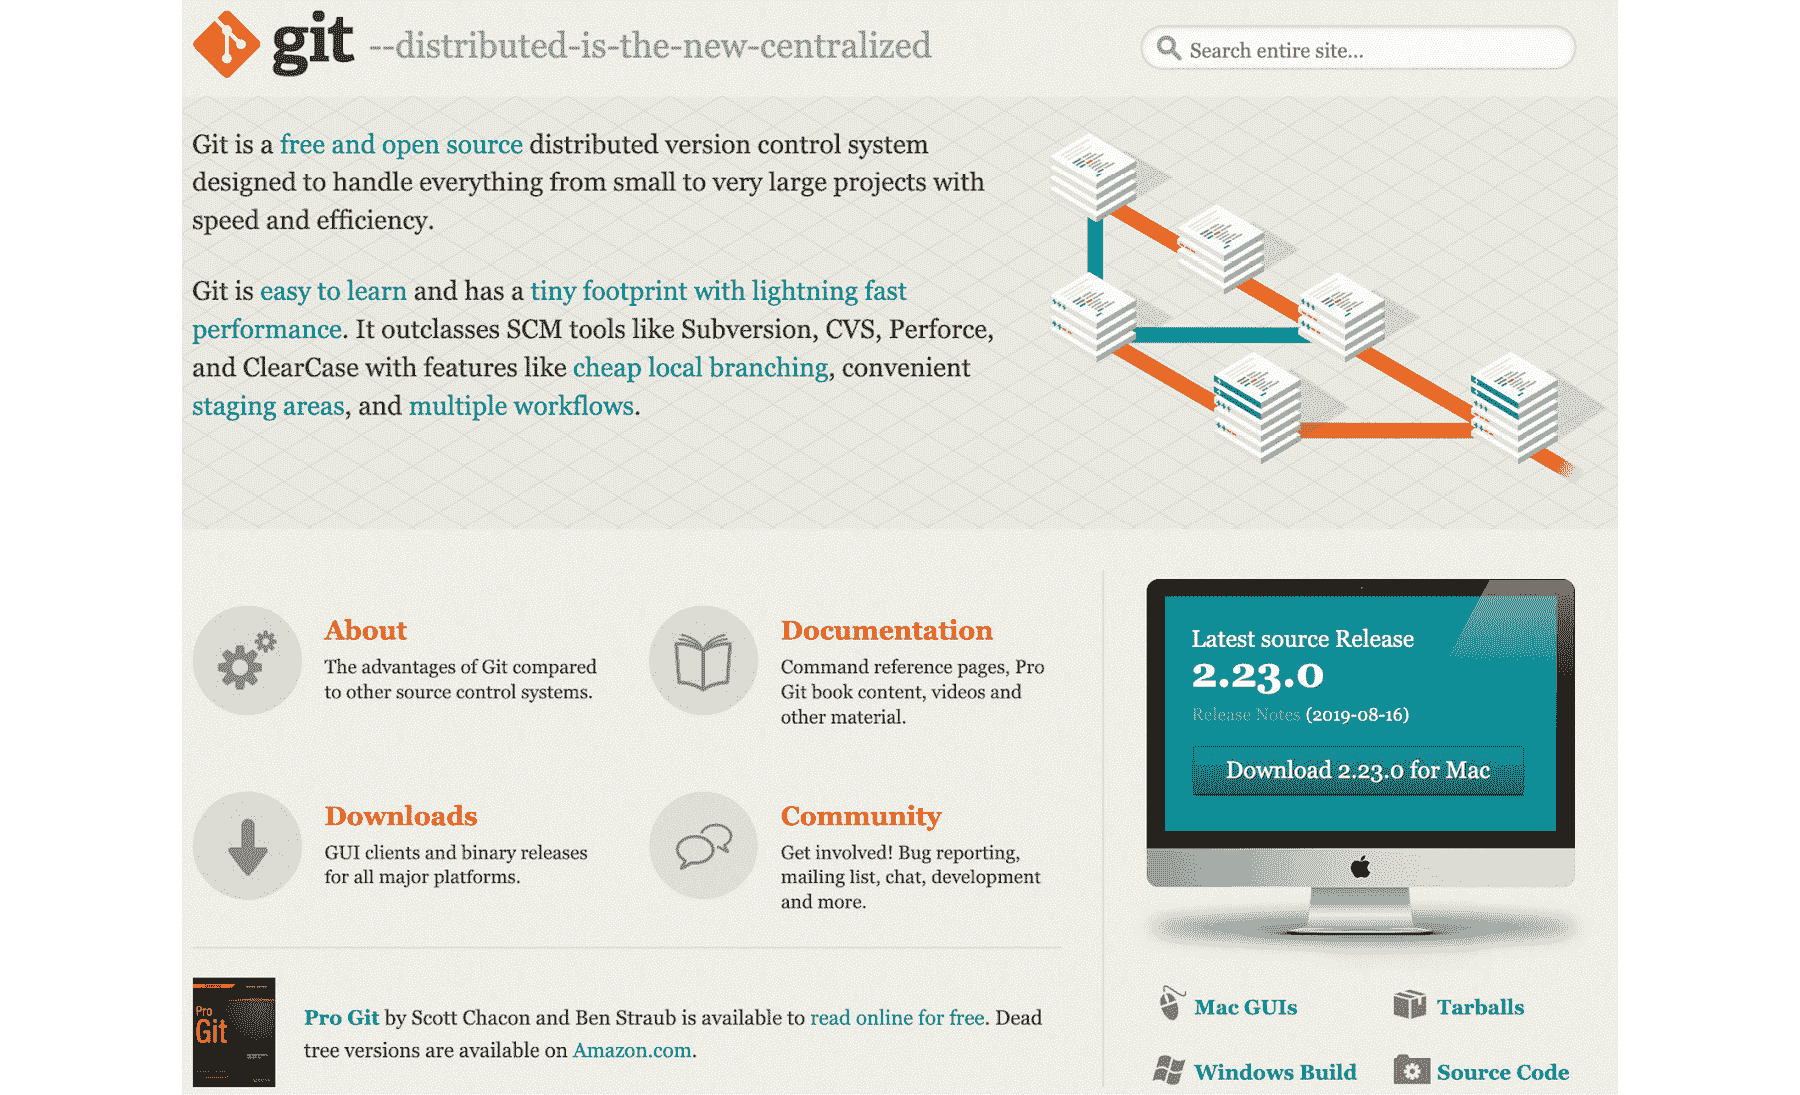 git --distributed-is-the-new-centralized
Search entire site...
Git is a free and open source distributed version control system
designed to handle everything from small to very large projects with
speed and efficiency.
Git is easy to learn and has a tiny footprint with lightning fast
performance. It outclasses SCM tools like Subversion, CVS, Perforce,
and ClearCase with features like cheap local branching, convenient
staging areas, and multiple workflows.
About
The advantages of Git compared
to other source control systems.
Documentation
Command reference pages, Pro
Git book content, videos and
other material.
Downloads
GUI clients and binary releases
for all major platforms.
Community
Get involved! Bug reporting,
mailing list, chat, development
and more.
Pro
Git
Pro Git by Scott Chacon and Ben Straub is available to read online for free. Dead
tree versions are available on Amazon.com.
Latest source Release
2.23.0
Release Notes (2019-08-16)
Download 2.23.0 for Mac
Mac GUIs
Tarballs
Windows Build
Source Code